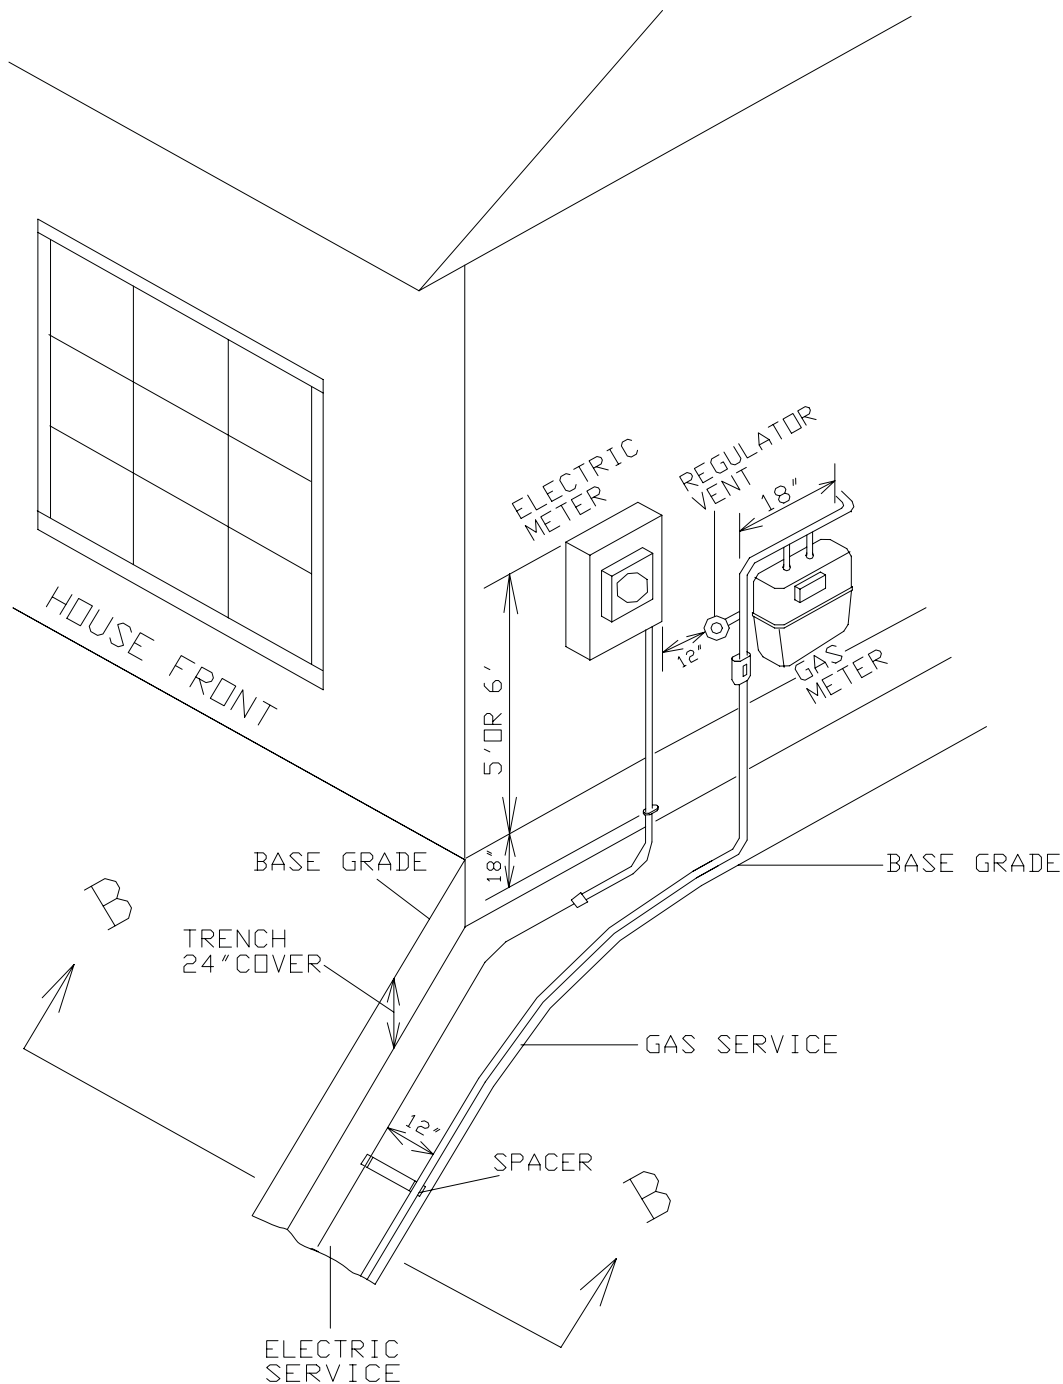 ELECTRIC
METER
REGULATOR
VENT
18"
12"
GAS
METER
HOUSE FRONT
5'OR 6'
18"
BASE GRADE
BASE GRADE
B
TRENCH
24"COVER
GAS SERVICE
12"
SPACER
B
ELECTRIC
SERVICE